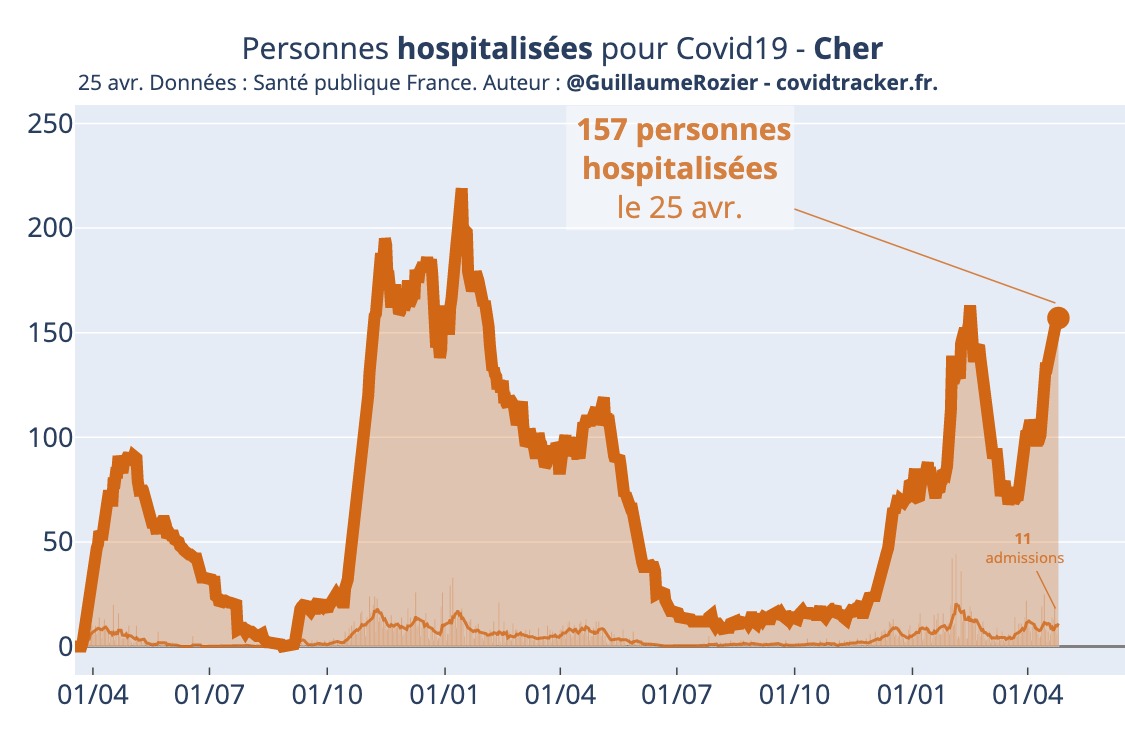 Personnes hospitalisées pour Covid19 - Cher
25 avr. Données : Santé publique France. Auteur : @GuillaumeRozier - covidtracker.fr.
250
157 personnes
hospitalisées
le 25 avr.
200
150
100
50
11
admissions
0
01/04 01/07 01/10 01/01 01/04 01/07 01/10 01/01 01/04